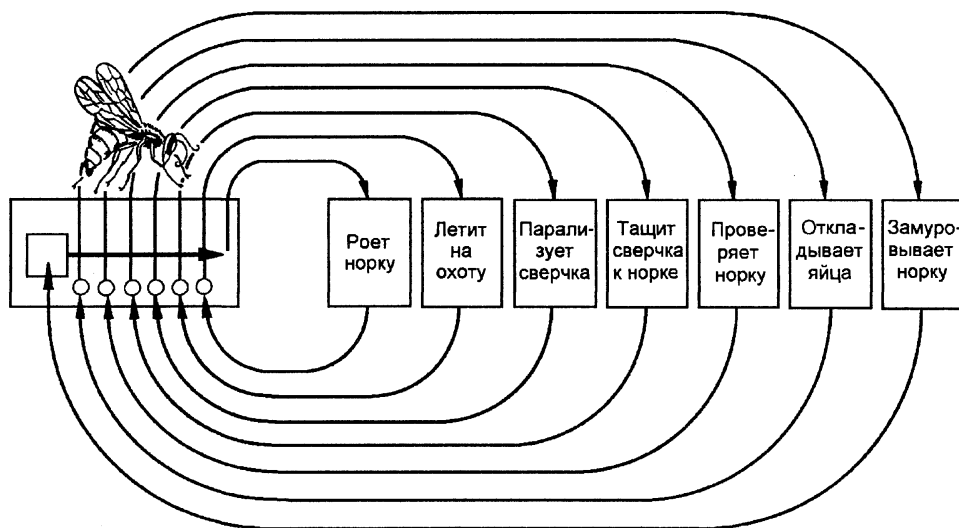 Роет
норку
Летит
на
охоту
Парали-
зует
сверчка
Тащит
сверчка
к норке
Прове-
ряет
норку
Откла-
дывает
яйца
Замуро-
вывает
норку